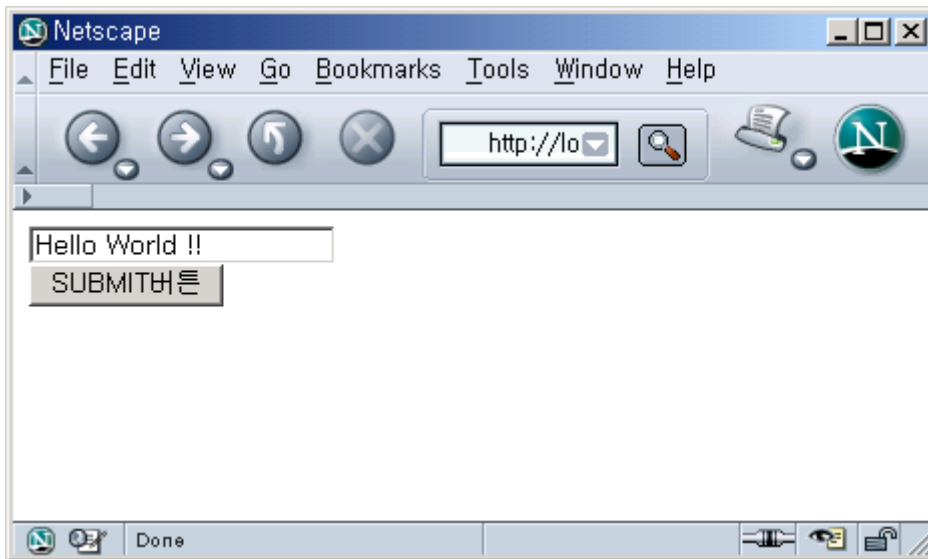 Netscape
File Edit View Go Bookmarks Tools Window Help
http://lo
N
Hello World !!
SUBMIT버튼
Done